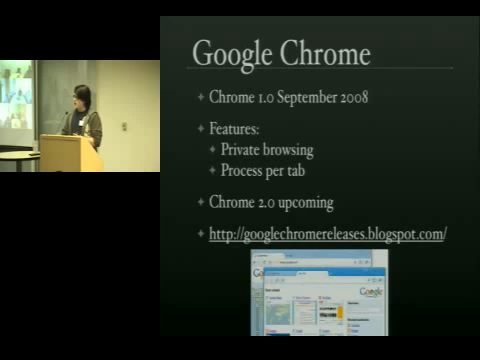 Google Chrome
Chrome 1.0 September 2008
Features:
Private browsing
Process per tab
Chrome 2.0 upcoming
http://googlechromereleases.blogspot.com/
Google